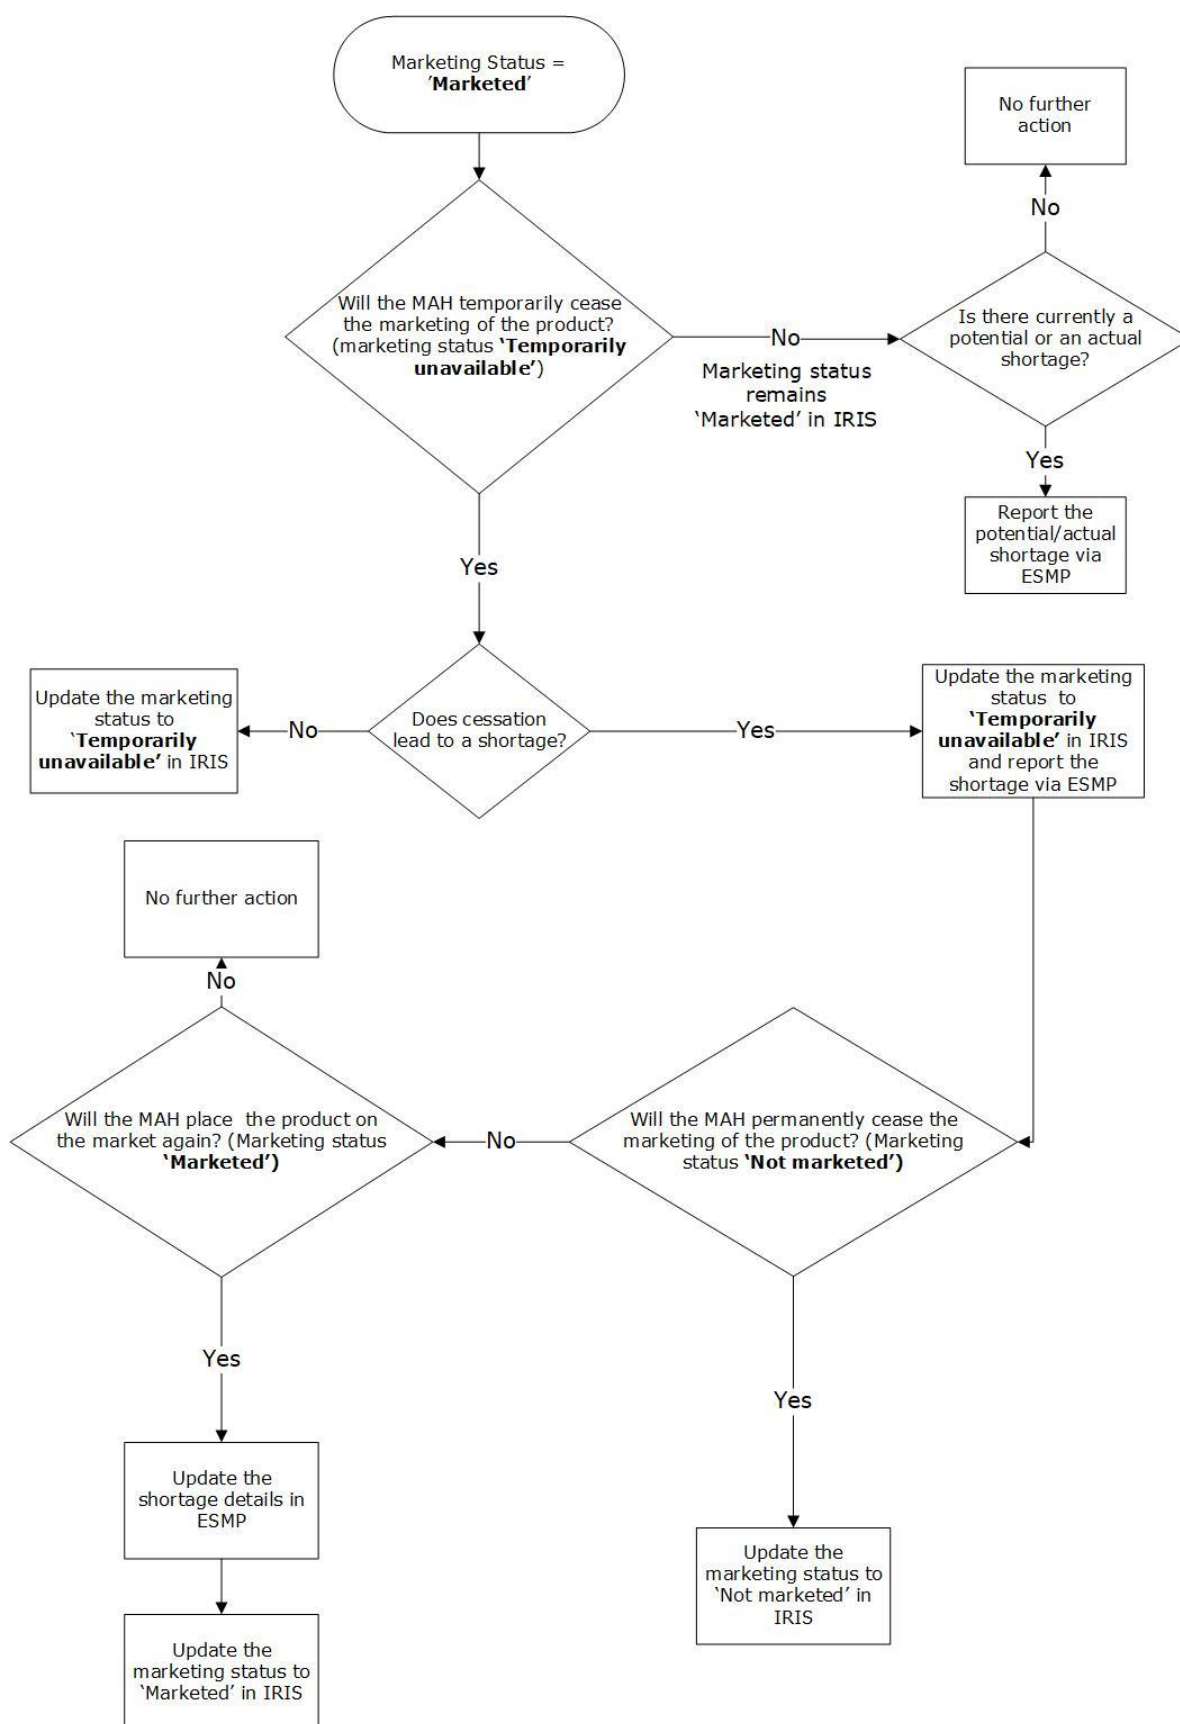 Marketing Status =
'Marketed'
No further
action
No
Will the MAH temporarily cease
the marketing of the product?
(marketing status ‘Temporarily
unavailable’)
No
Marketing status
remains
‘Marketed’ in IRIS
Is there currently a
potential or an actual
shortage?
Yes
Report the
potential/actual
shortage via
ESMP
Yes
Update the marketing
status to
‘Temporarily
unavailable’ in IRIS
No
Does cessation
lead to a shortage?
Yes
Update the marketing
status to
‘Temporarily
unavailable’ in IRIS
and report the
shortage via ESMP
No further action
No
Will the MAH place the product on
the market again? (Marketing status
‘Marketed’)
No
Will the MAH permanently cease the
marketing of the product? (Marketing
status ‘Not marketed’)
Yes
Yes
Update the
shortage details in
ESMP
Update the
marketing status to
‘Not marketed’ in
IRIS
Update the
marketing status to
‘Marketed’ in IRIS